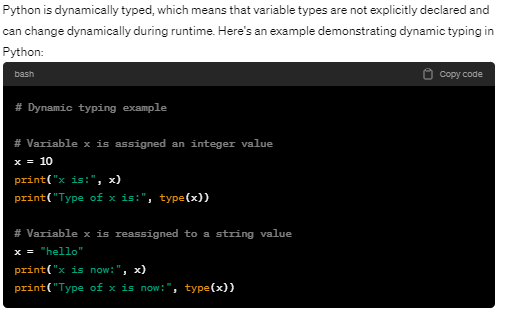 Python is dynamically typed, which means that variable types are not explicitly declared and
can change dynamically during runtime. Here's an example demonstrating dynamic typing in
Python:
bash Copy code
# Dynamic typing example
# Variable x is assigned an integer value
x = 10
print("x is:", x)
print("Type of x is:", type(x))
# Variable x is reassigned to a string value
x = "hello"
print("x is now:", x)
print("Type of x is now:", type(x))